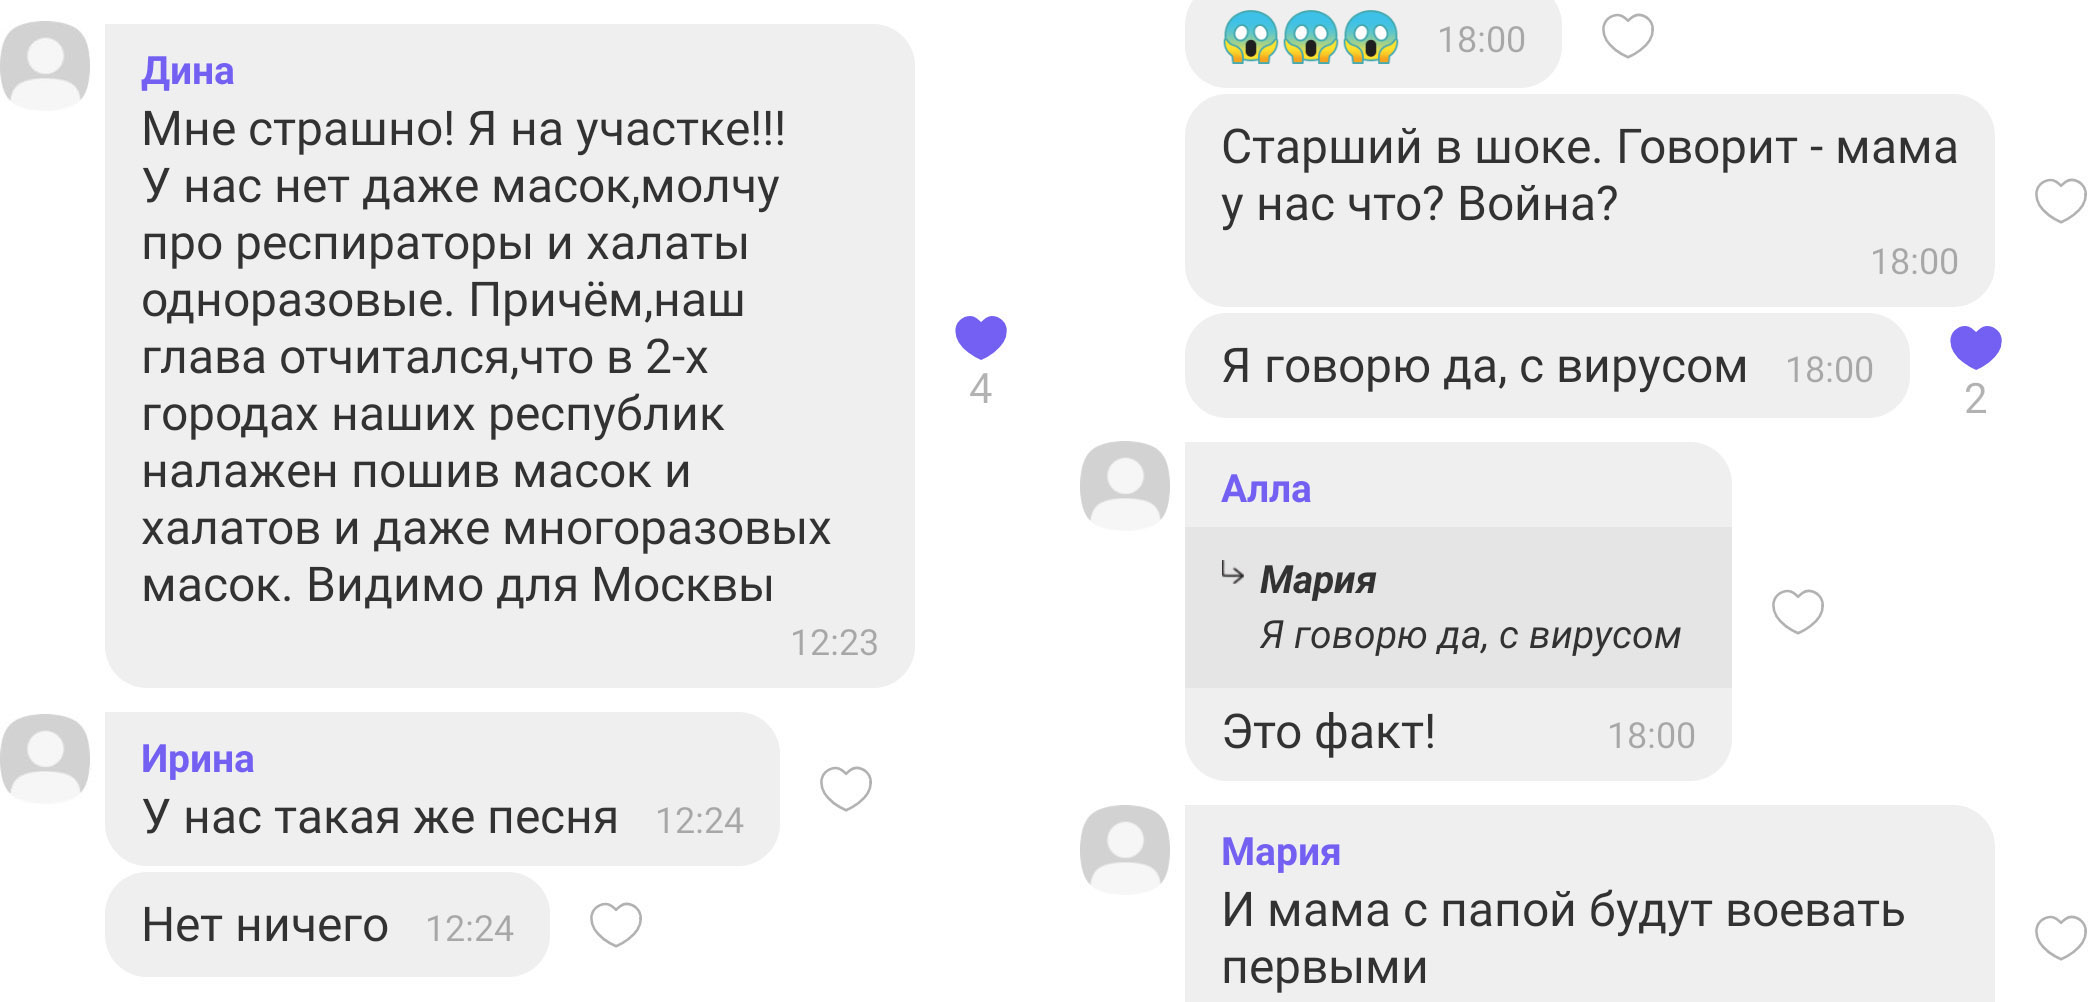 Дина
Мне страшно! Я на участке!!!
У нас нет даже масок,молчу
про респираторы и халаты
одноразовые. Причём,наш
глава отчитался,что в 2-х
городах наших республик
налажен пошив масок и
халатов и даже многоразовых
масок. Видимо для Москвы
12:23
4
Ирина
У нас такая же песня 12:24
Нет ничего 12:24
😱😱😱 18:00
Старший в шоке. Говорит - мама
у нас что? Война?
18:00
Я говорю да, с вирусом 18:00
2
Алла
Мария
Я говорю да, с вирусом
Это факт! 18:00
Мария
И мама с папой будут воевать
первыми